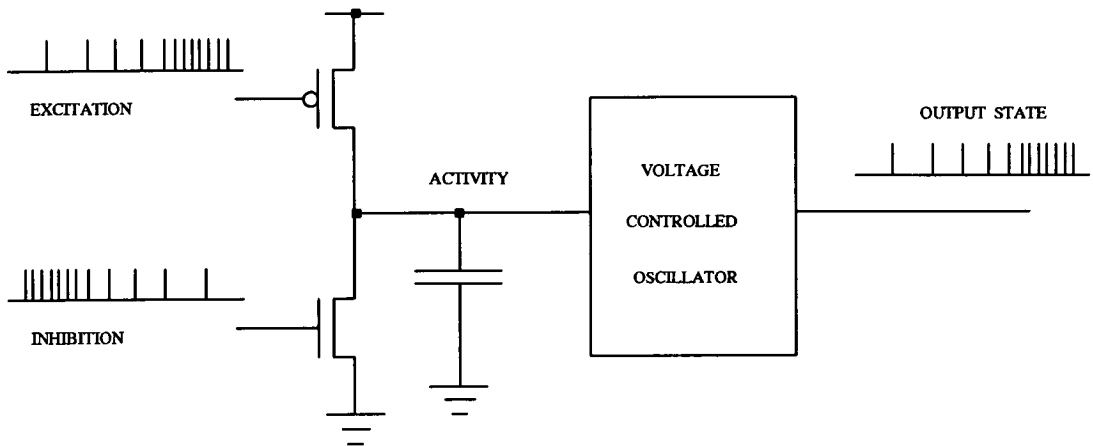 EXCITATION
OUTPUT STATE
ACTIVITY
VOLTAGE
CONTROLLED
OSCILLATOR
INHIBITION